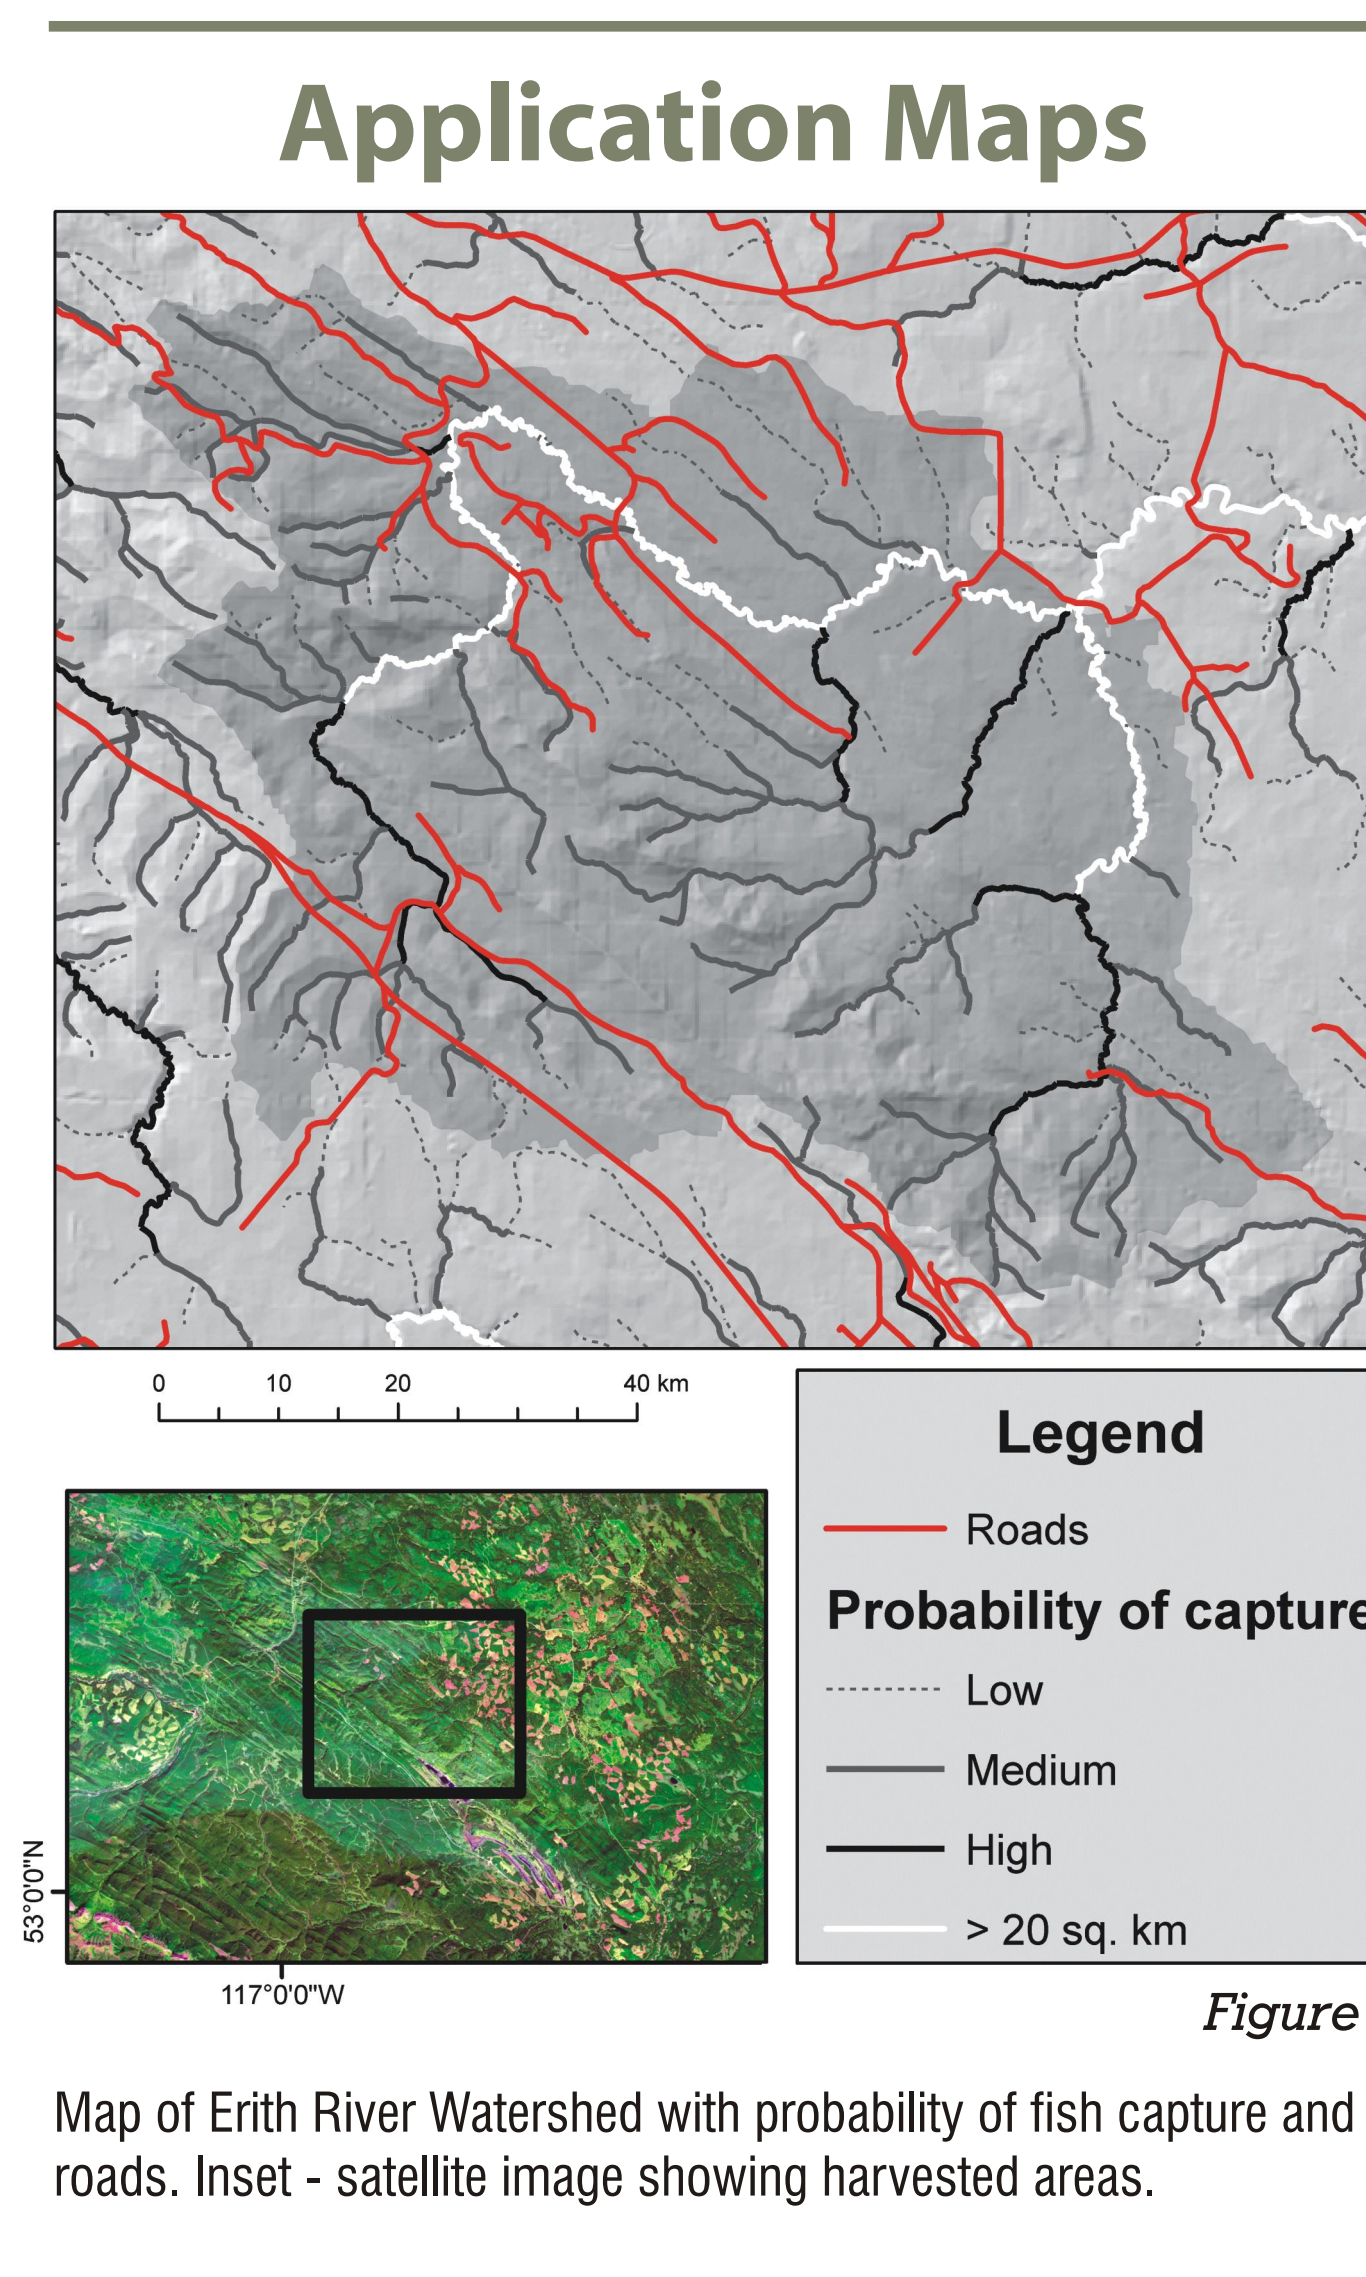 Application Maps
0 10 20 40 km
Legend
Roads
Probability of capture
Low
Medium
High
> 20 sq. km
53°0'0"N
117°0'0"W
Figure
Map of Erith River Watershed with probability of fish capture and
roads. Inset - satellite image showing harvested areas.